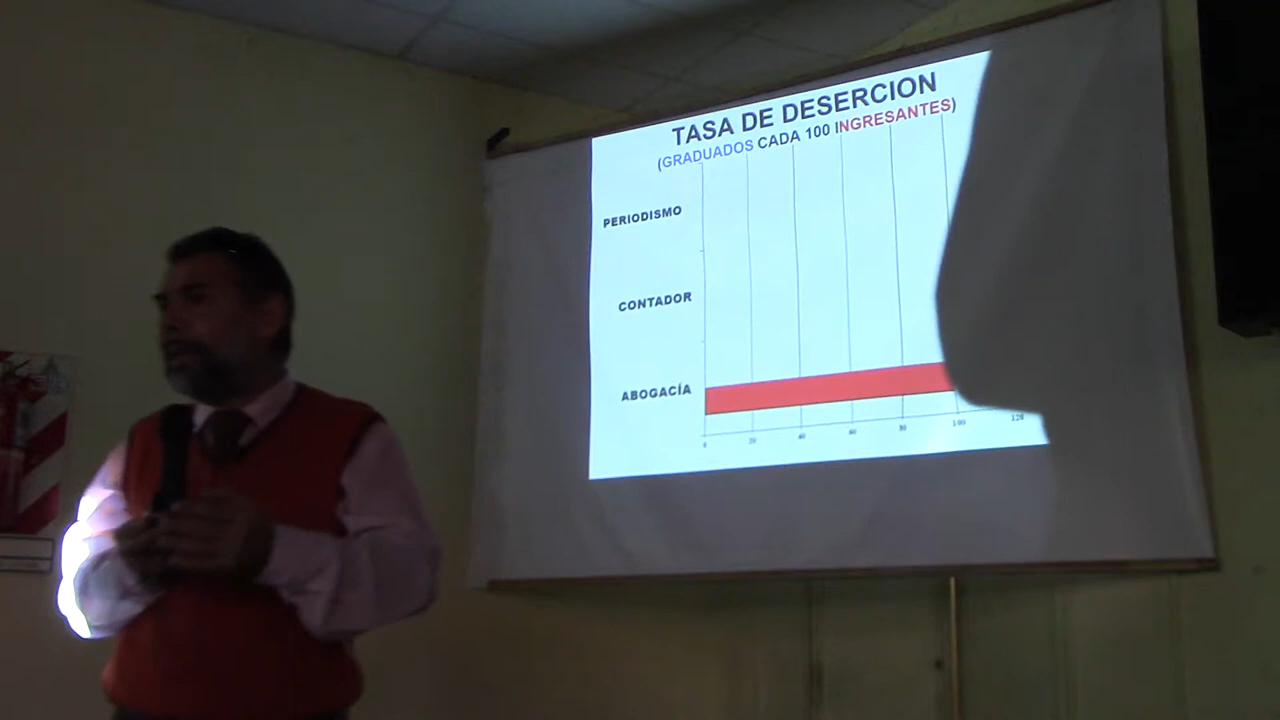 TASA DE DESERCION
(GRADUADOS CADA 100 INGRESANTES)
PERIODISMO
CONTADOR
ABOGACÍA
0 20 40 60 80 100 120